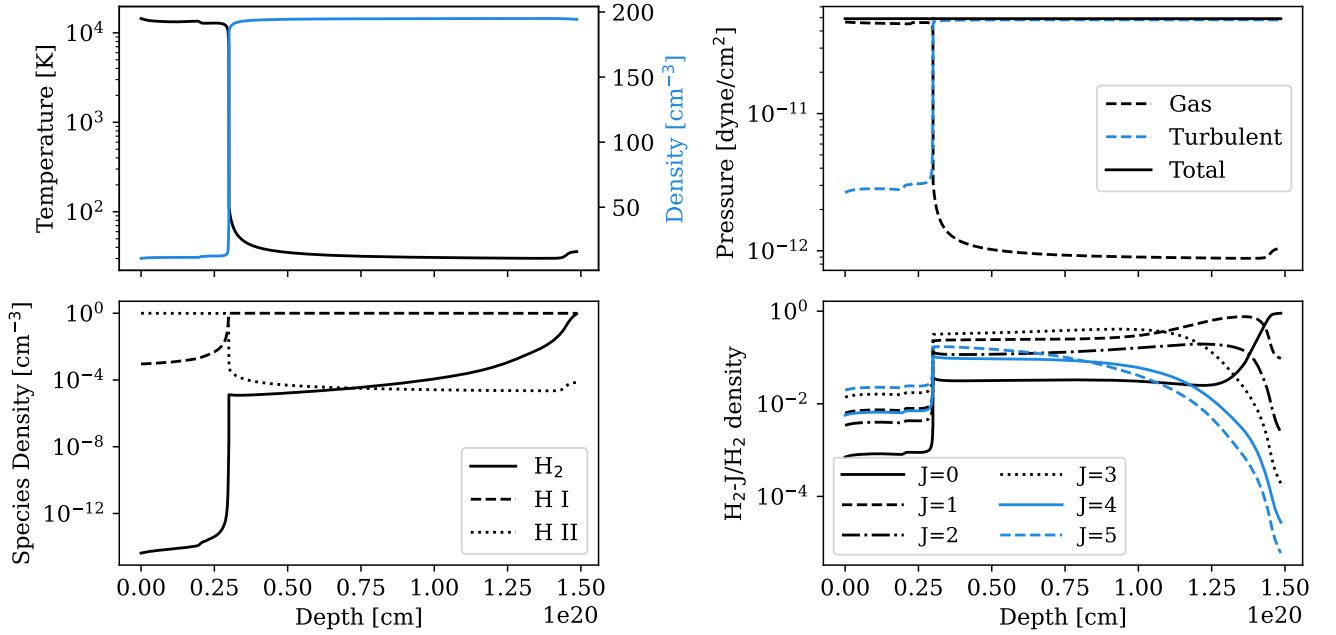 Temperature [K]
10⁴
10³
10²
200
150
100
50
Density [cm⁻³]
Pressure [dyne/cm²]
10⁻¹¹
10⁻¹²
Gas
Turbulent
Total
Species Density [cm⁻³]
10⁰
10⁻⁴
10⁻⁸
10⁻¹²
H₂
H I
H II
0.00 0.25 0.50 0.75 1.00 1.25 1.50
Depth [cm]
1e20
H₂-J/H₂ density
10⁰
10⁻²
10⁻⁴
J=0
J=1
J=2
J=3
J=4
J=5
0.00 0.25 0.50 0.75 1.00 1.25 1.50
Depth [cm]
1e20